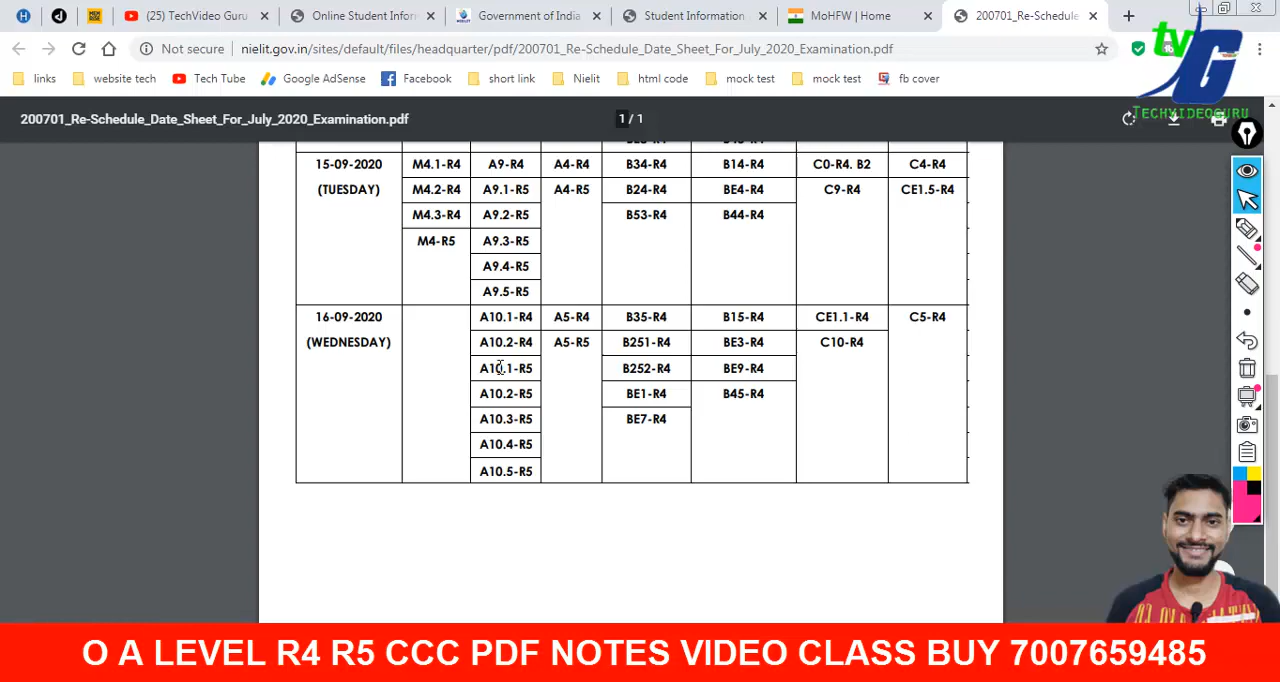 (25) TechVideo Guru
Online Student Infor
Government of India
Student Information
MoHFW | Home
200701_Re-Schedule
Not secure
nielit.gov.in/sites/default/files/headquarter/pdf/200701_Re-Schedule_Date_Sheet_For_July_2020_Examination.pdf
tv G
TECHVIDEOGURU
links
website tech
Tech Tube
Google AdSense
Facebook
short link
Nielit
html code
mock test
mock test
fb cover
200701_Re-Schedule_Date_Sheet_For_July_2020_Examination.pdf
1 / 1
15-09-2020 M4.1-R4 A9-R4 A4-R4 B34-R4 B14-R4 C0-R4. B2 C4-R4
(TUESDAY) M4.2-R4 A9.1-R5 A4-R5 B24-R4 BE4-R4 C9-R4 CE1.5-R4
M4.3-R4 A9.2-R5 B53-R4 B44-R4
M4-R5 A9.3-R5
A9.4-R5
A9.5-R5
16-09-2020 A10.1-R4 A5-R4 B35-R4 B15-R4 CE1.1-R4 C5-R4
(WEDNESDAY) A10.2-R4 A5-R5 B251-R4 BE3-R4 C10-R4
A10.1-R5 B252-R4 BE9-R4
A10.2-R5 BE1-R4 B45-R4
A10.3-R5 BE7-R4
A10.4-R5
A10.5-R5
O A LEVEL R4 R5 CCC PDF NOTES VIDEO CLASS BUY 7007659485